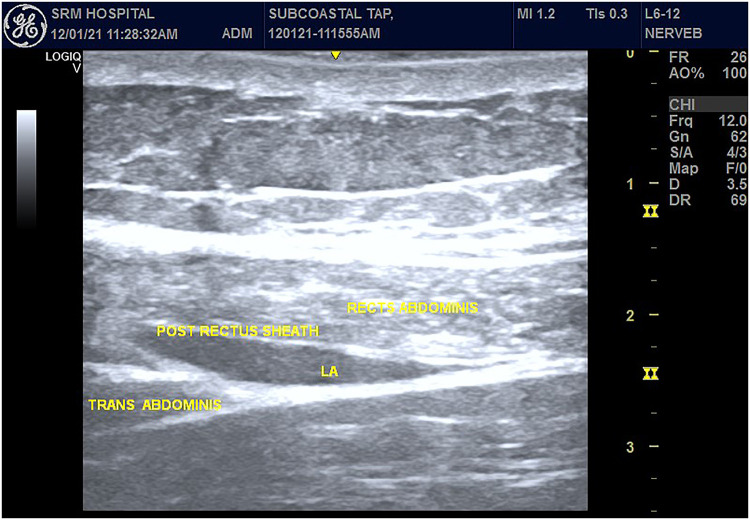 SRM HOSPITAL
12/01/21 11:28:32AM ADM
SUBCOASTAL TAP,
120121-111555AM
MI 1.2 TIs 0.3
L6-12
NERVEB
LOGIQ
V
FR 26
AO% 100
CHI
Frq 12.0
Gn 62
S/A 4/3
Map F/0
D 3.5
DR 69
0
1
2
3
RECTS ABDOMINIS
POST RECTUS SHEATH
LA
TRANS ABDOMINIS